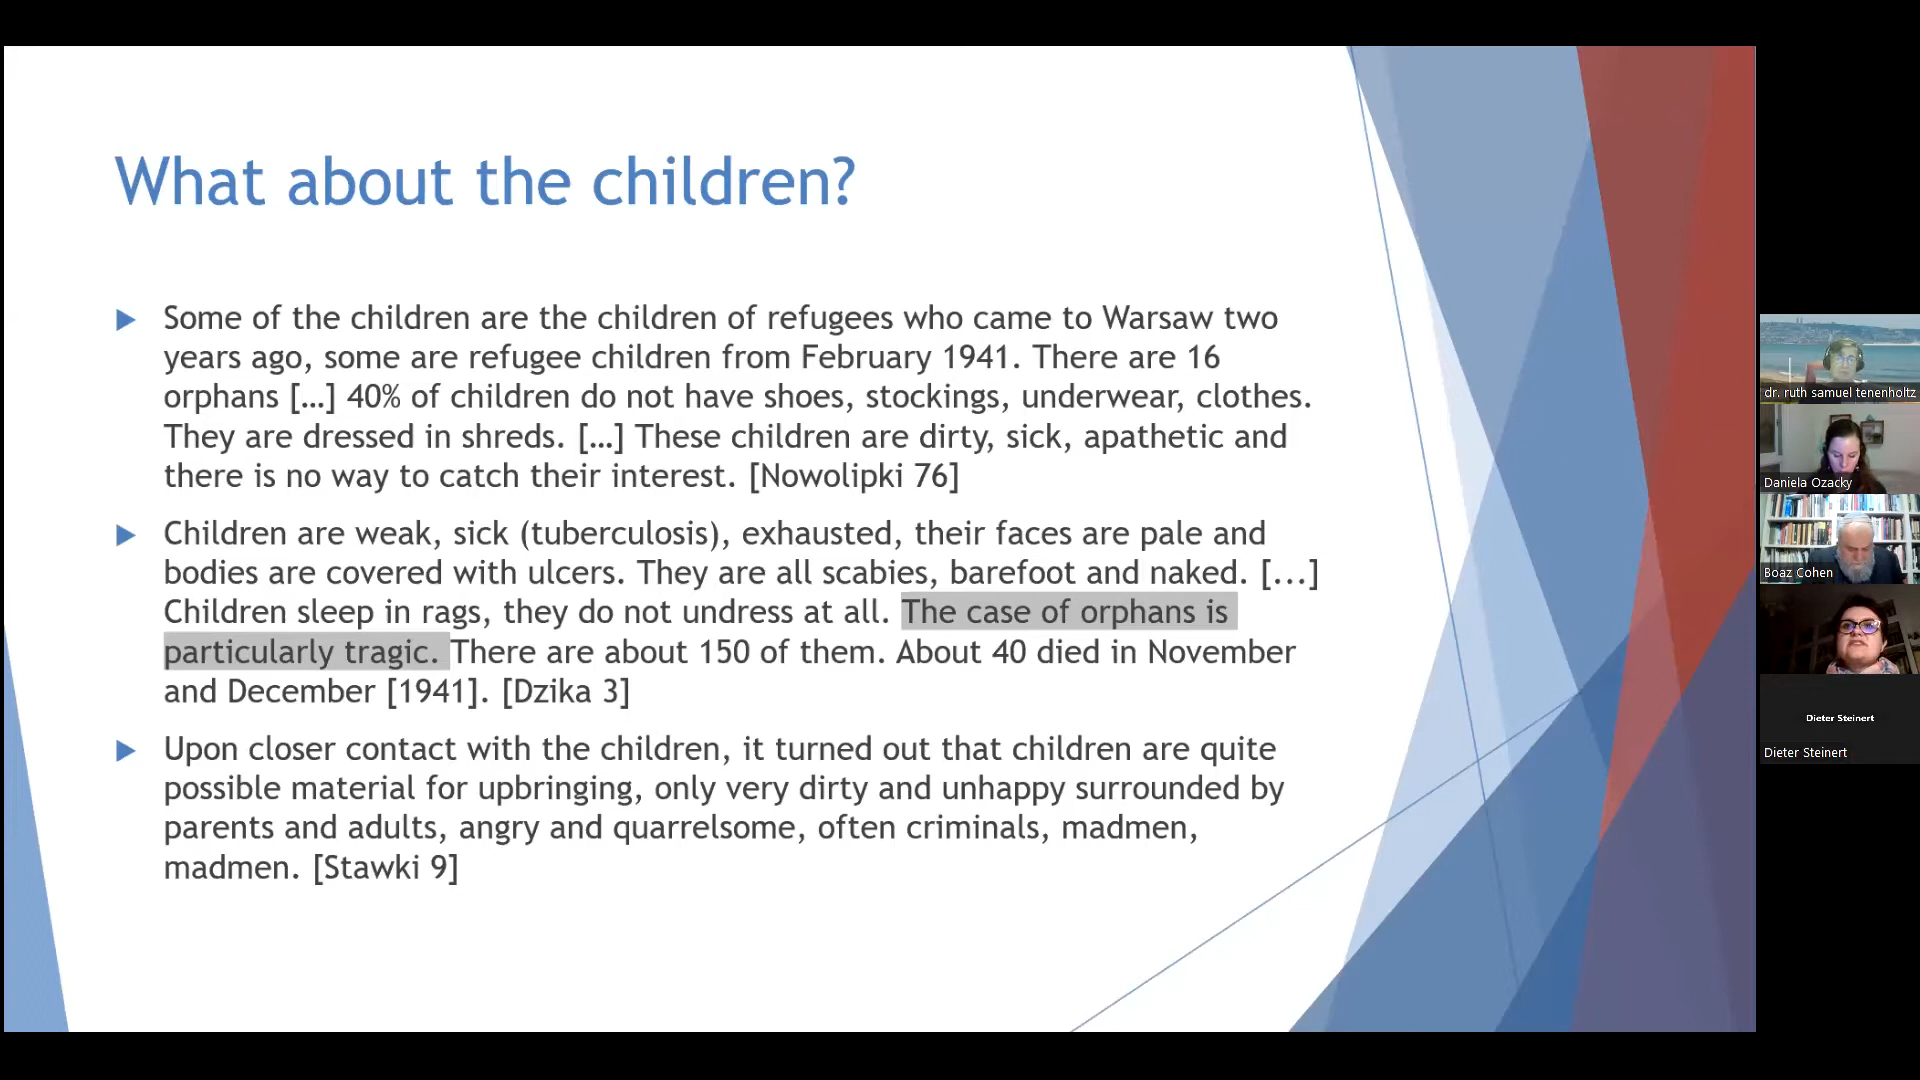 What about the children?
Some of the children are the children of refugees who came to Warsaw two
years ago, some are refugee children from February 1941. There are 16
orphans […] 40% of children do not have shoes, stockings, underwear, clothes.
They are dressed in shreds. […] These children are dirty, sick, apathetic and
there is no way to catch their interest. [Nowolipki 76]
Children are weak, sick (tuberculosis), exhausted, their faces are pale and
bodies are covered with ulcers. They are all scabies, barefoot and naked. [...]
Children sleep in rags, they do not undress at all. The case of orphans is
particularly tragic. There are about 150 of them. About 40 died in November
and December [1941]. [Dzika 3]
Upon closer contact with the children, it turned out that children are quite
possible material for upbringing, only very dirty and unhappy surrounded by
parents and adults, angry and quarrelsome, often criminals, madmen,
madmen. [Stawki 9]
dr. ruth samuel tenenholtz
Daniela Ozacky
Boaz Cohen
Dieter Steinert
Dieter Steinert